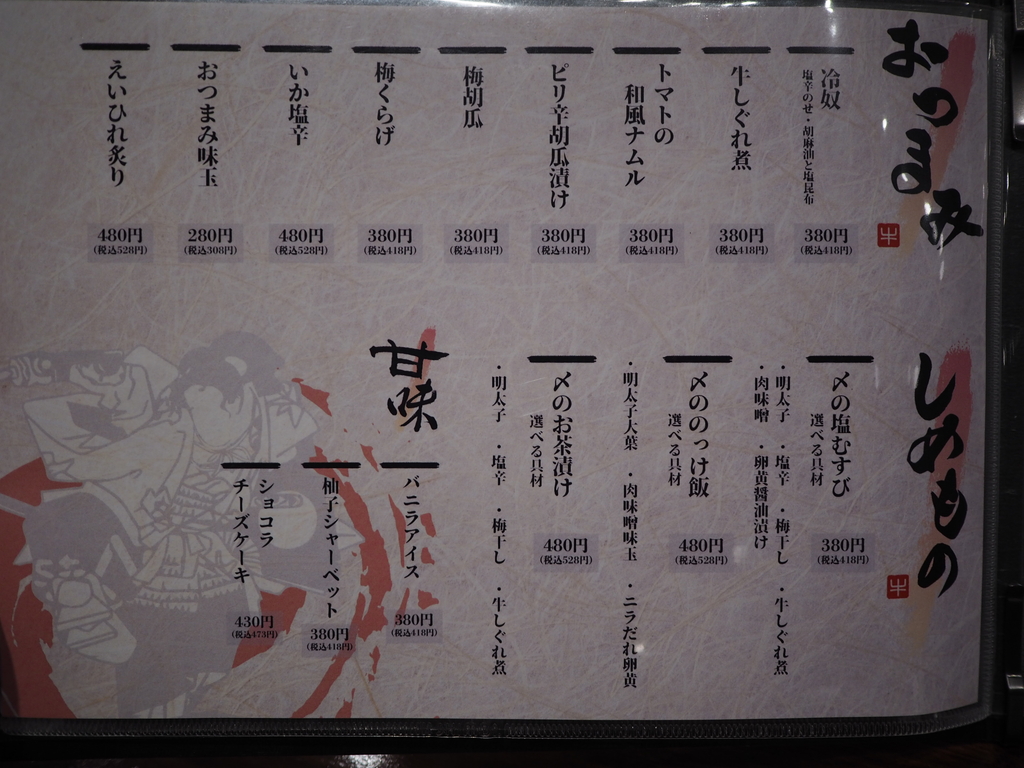 おつまみ
牛
冷奴
塩辛のせ・胡麻油と塩昆布
380円
(税込418円)
牛しぐれ煮
380円
(税込418円)
トマトの
和風ナムル
380円
(税込418円)
ピリ辛胡瓜漬け
380円
(税込418円)
梅胡瓜
380円
(税込418円)
梅くらげ
380円
(税込418円)
いか塩辛
480円
(税込528円)
おつまみ味玉
280円
(税込308円)
えいひれ炙り
480円
(税込528円)
しめもの
牛
〆の塩むすび
選べる具材
380円
(税込418円)
・明太子 ・塩辛 ・梅干し ・牛しぐれ煮
・肉味噌 ・卵黄醤油漬け
〆ののっけ飯
選べる具材
480円
(税込528円)
・明太子大葉 ・肉味噌味玉 ・ニラだれ卵黄
〆のお茶漬け
選べる具材
480円
(税込528円)
・明太子 ・塩辛 ・梅干し ・牛しぐれ煮
甘味
バニラアイス
380円
(税込418円)
柚子シャーベット
380円
(税込418円)
ショコラ
チーズケーキ
430円
(税込473円)